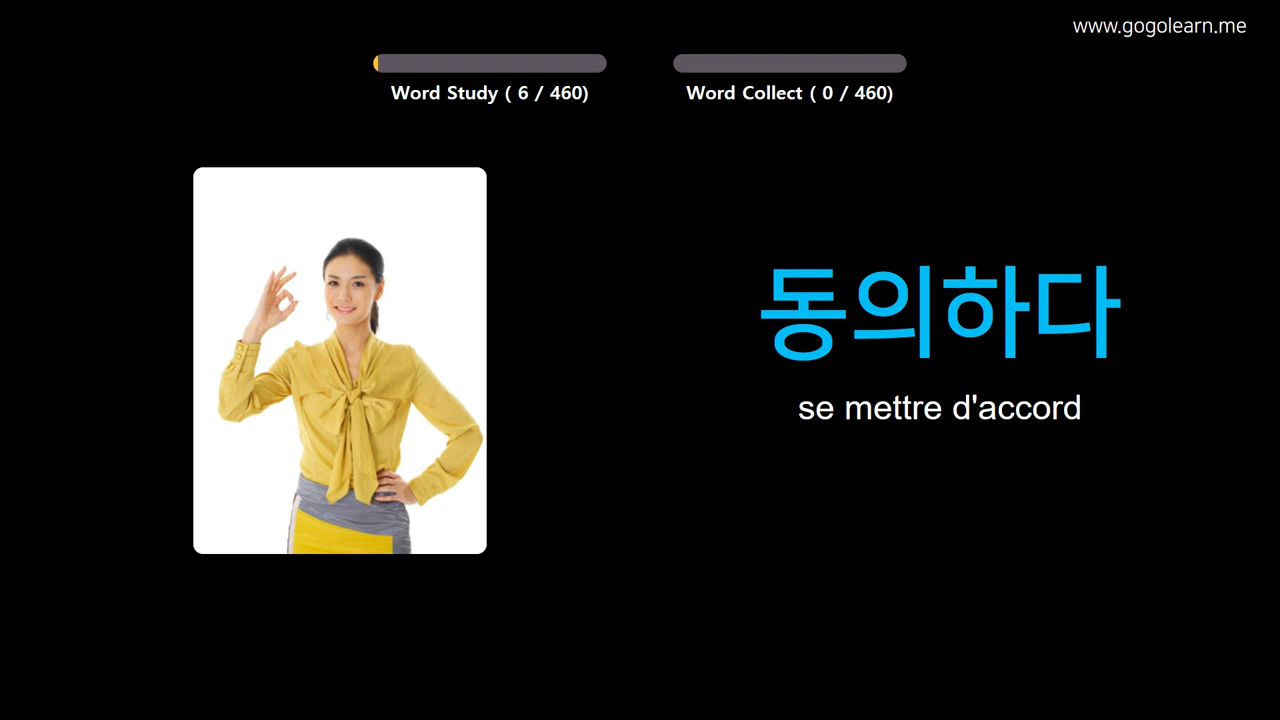 www.gogolearn.me
Word Study ( 6 / 460)
Word Collect ( 0 / 460)
동의하다
se mettre d'accord